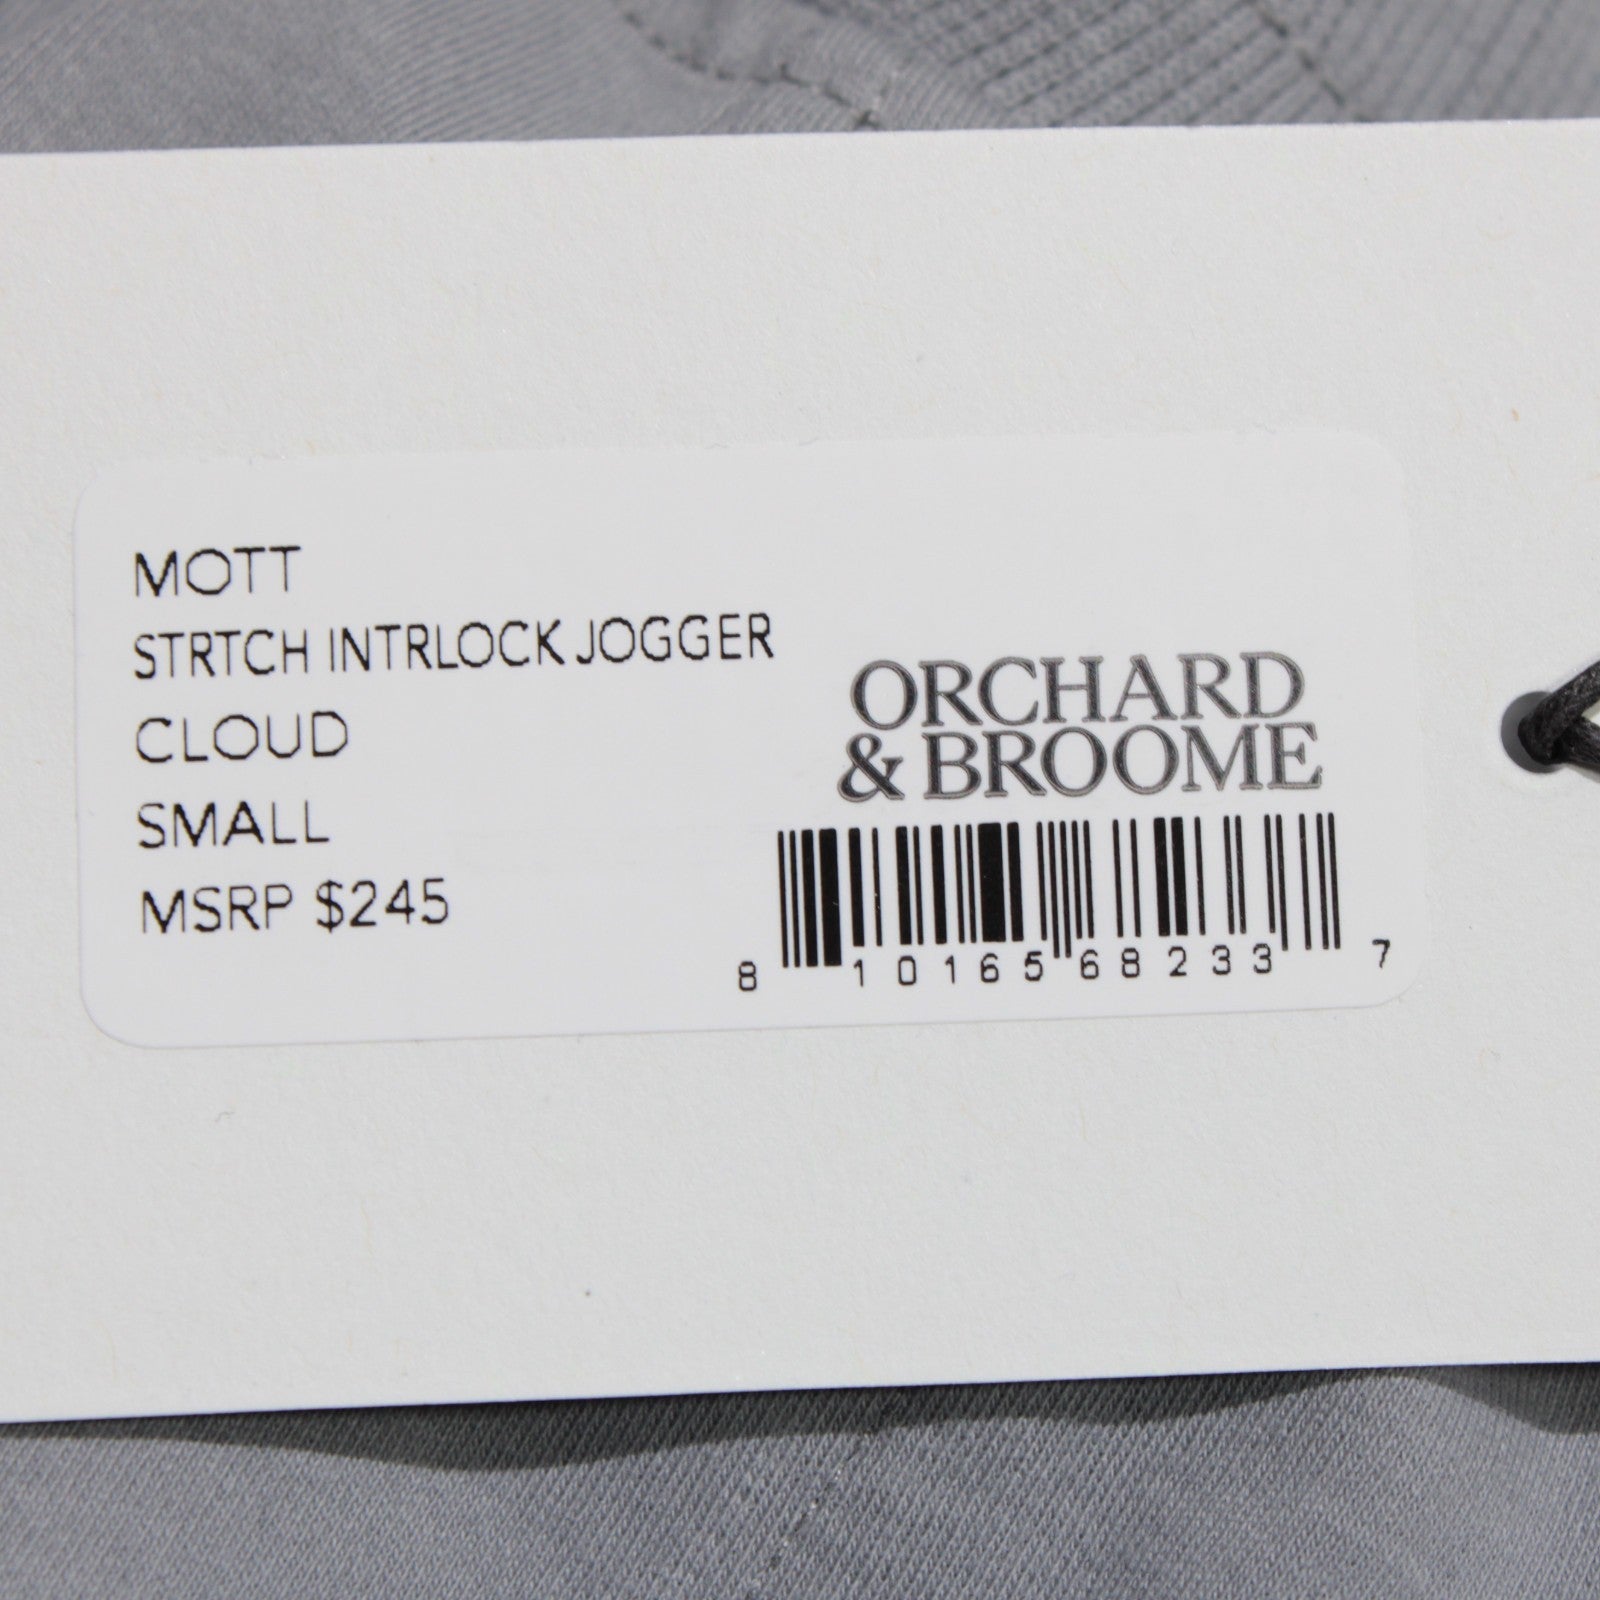 MOTT
STRTCH INTRLOCK JOGGER
CLOUD
SMALL
MSRP $245
ORCHARD
& BROOME
8 10165 68233 7